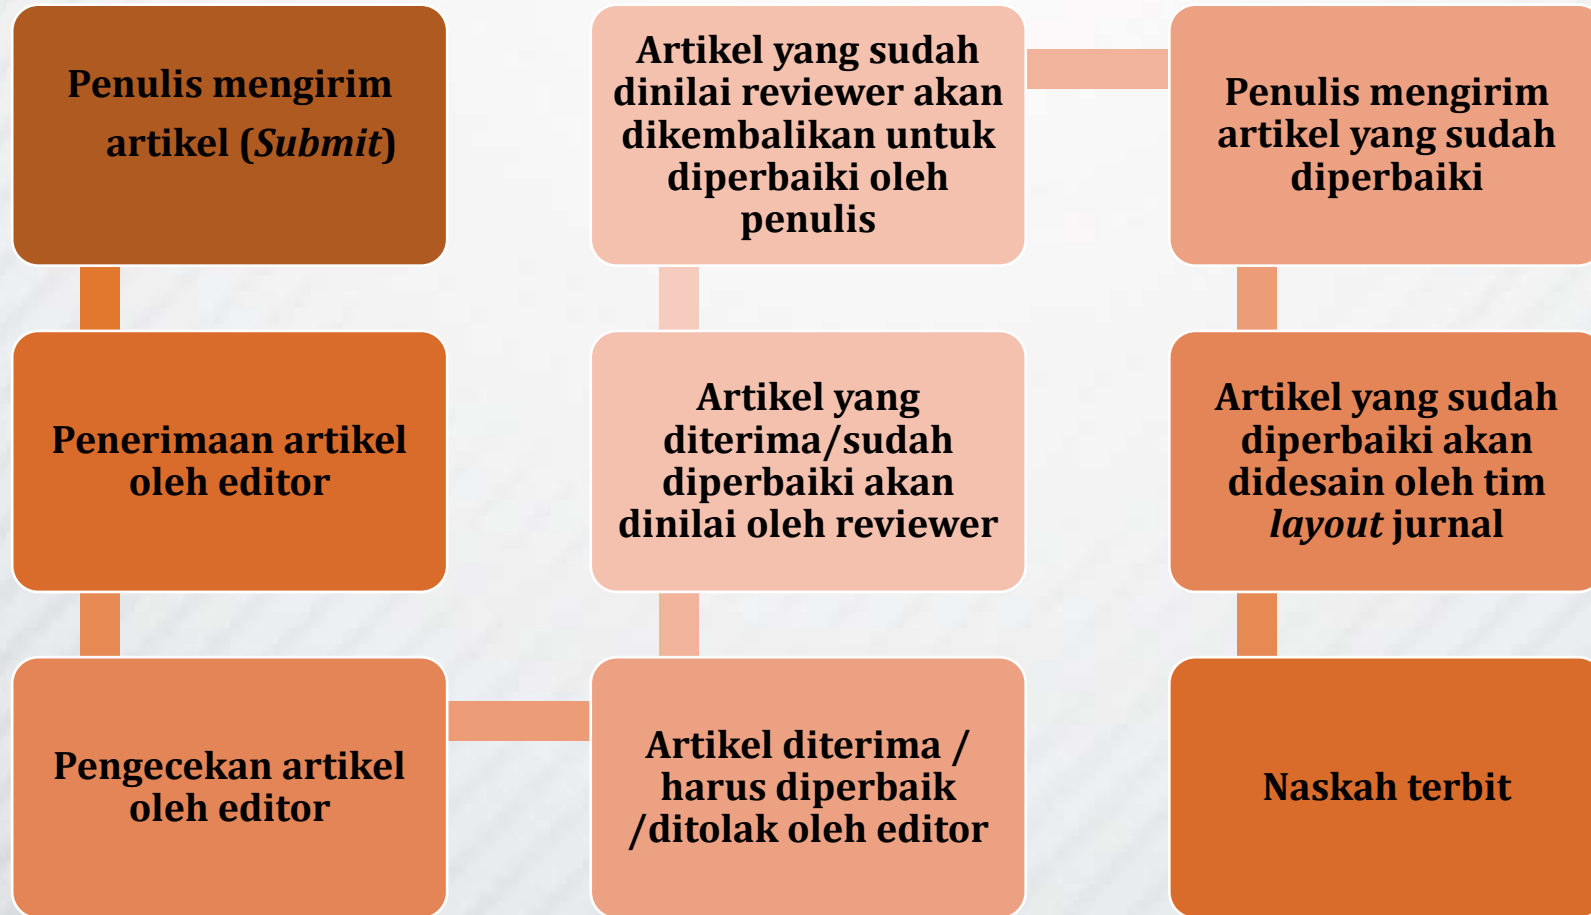 Penulis mengirim
artikel (Submit)
Penerimaan artikel
oleh editor
Pengecekan artikel
oleh editor
Artikel diterima /
harus diperbaik
/ditolak oleh editor
Artikel yang
diterima/sudah
diperbaiki akan
dinilai oleh reviewer
Artikel yang sudah
dinilai reviewer akan
dikembalikan untuk
diperbaiki oleh
penulis
Penulis mengirim
artikel yang sudah
diperbaiki
Artikel yang sudah
diperbaiki akan
didesain oleh tim
layout jurnal
Naskah terbit